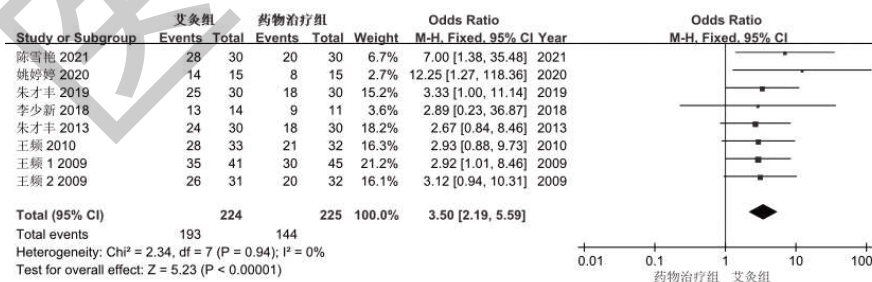 艾灸组 药物治疗组 Odds Ratio Odds Ratio
Study or Subgroup Events Total Events Total Weight M-H, Fixed, 95% CI Year M-H, Fixed, 95% CI
陈雪艳 2021 28 30 20 30 6.7% 7.00 [1.38, 35.48] 2021
姚婷婷 2020 14 15 8 15 2.7% 12.25 [1.27, 118.36] 2020
朱才丰 2019 25 30 18 30 13.6% 3.33 [1.00, 11.14] 2019
李少新 2018 13 14 9 11 3.6% 2.89 [0.23, 36.87] 2018
朱才丰 2013 24 30 18 30 18.2% 2.67 [0.84, 8.46] 2013
王频 2010 28 33 21 32 16.3% 2.93 [0.88, 9.73] 2010
王频 1 2009 35 41 30 45 21.2% 2.92 [1.01, 8.46] 2009
王频 2 2009 26 31 20 32 16.1% 3.12 [0.94, 10.31] 2009
Total (95% CI) 224 225 100.0% 3.50 [2.19, 5.59]
Total events 193 144
Heterogeneity: Chi² = 2.34, df = 7 (P = 0.94); I² = 0%
Test for overall effect: Z = 5.23 (P < 0.00001)
0.01 0.1 1 10 100
药物治疗组 艾灸组